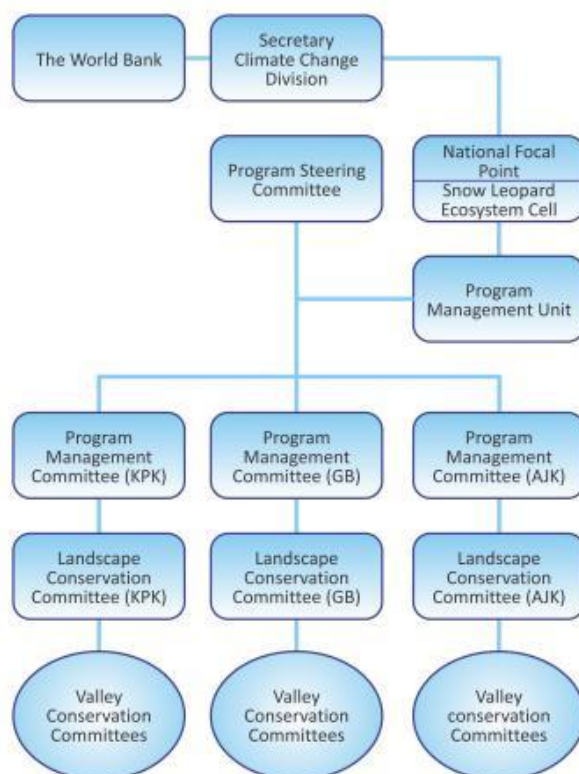 The World Bank
Secretary
Climate Change
Division
Program Steering
Committee
National Focal
Point
Snow Leopard
Ecosystem Cell
Program
Management Unit
Program
Management
Committee (KPK)
Program
Management
Committee (GB)
Program
Management
Committee (AJK)
Landscape
Conservation
Committee (KPK)
Landscape
Conservation
Committee (GB)
Landscape
Conservation
Committee (AJK)
Valley
Conservation
Committees
Valley
Conservation
Committees
Valley
conservation
Committees